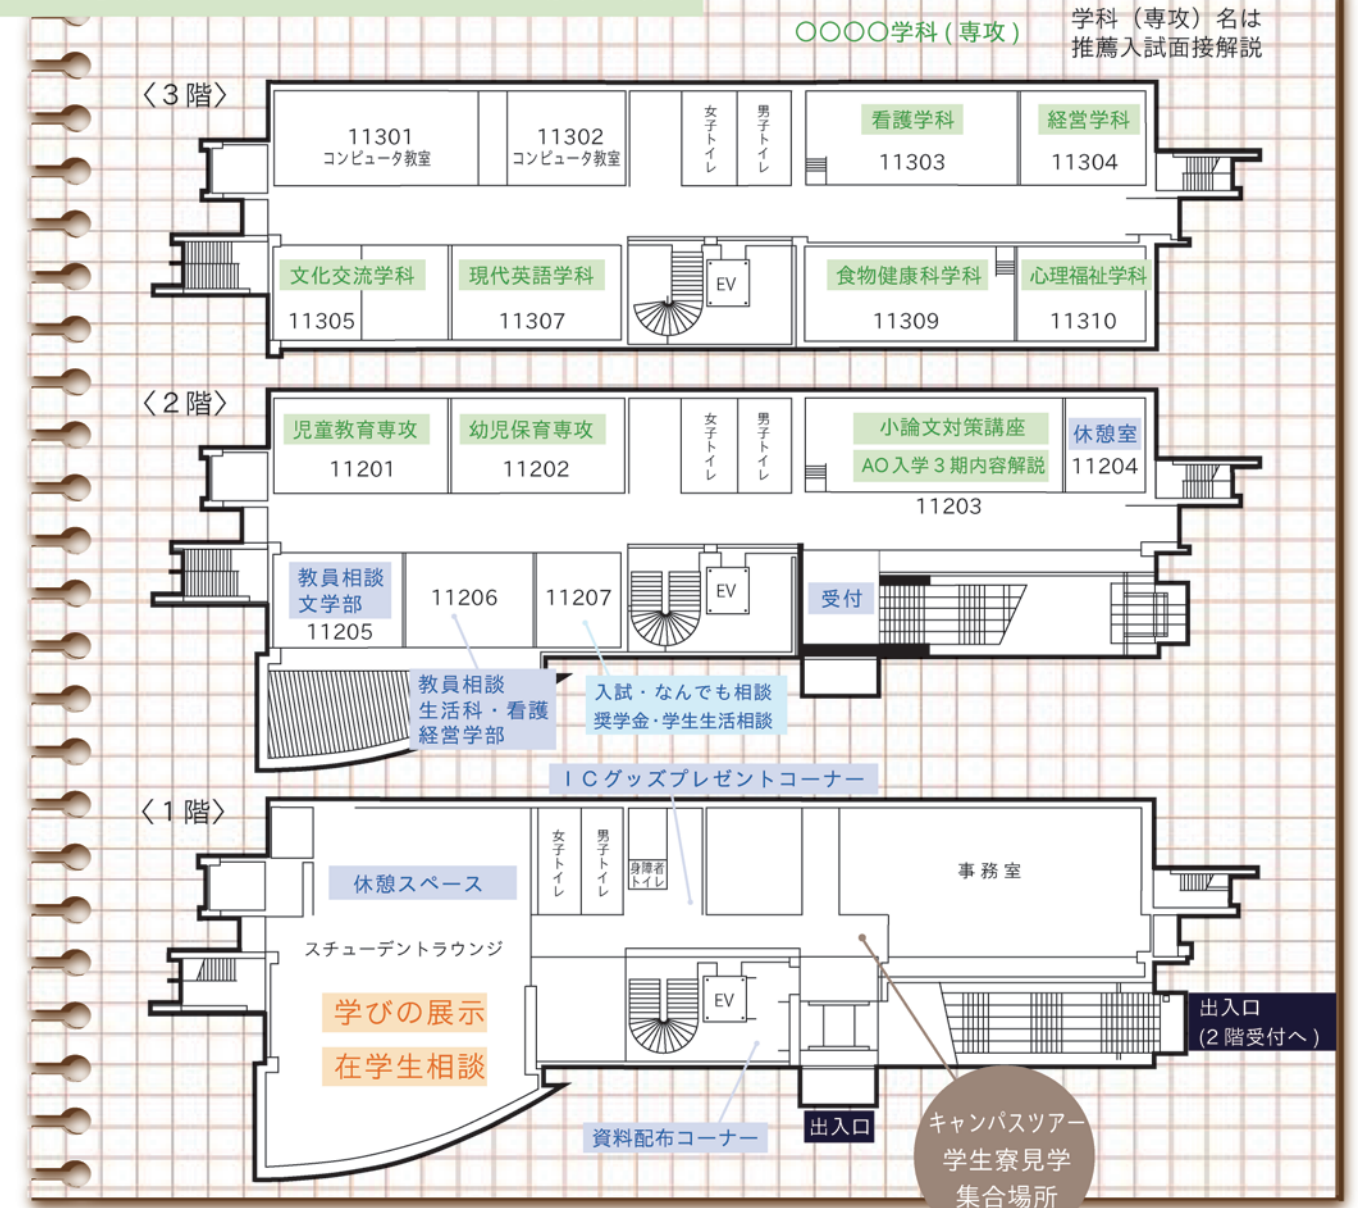 〇〇〇〇学科(専攻)
学科（専攻）名は
推薦入試面接解説
〈3階〉
11301
コンピュータ教室
11302
コンピュータ教室
女子トイレ
男子トイレ
看護学科
11303
経営学科
11304
文化交流学科
11305
現代英語学科
11307
EV
食物健康科学科
11309
心理福祉学科
11310
〈2階〉
児童教育専攻
11201
幼児保育専攻
11202
女子トイレ
男子トイレ
小論文対策講座
AO入学3期内容解説
11203
休憩室
11204
教員相談
文学部
11205
11206
11207
EV
受付
教員相談
生活科・看護
経営学部
入試・なんでも相談
奨学金・学生生活相談
ICグッズプレゼントコーナー
〈1階〉
女子トイレ
男子トイレ
身障者
トイレ
事務室
休憩スペース
スチューデントラウンジ
学びの展示
在学生相談
EV
出入口
(2階受付へ)
資料配布コーナー
出入口
キャンパスツアー
学生寮見学
集合場所